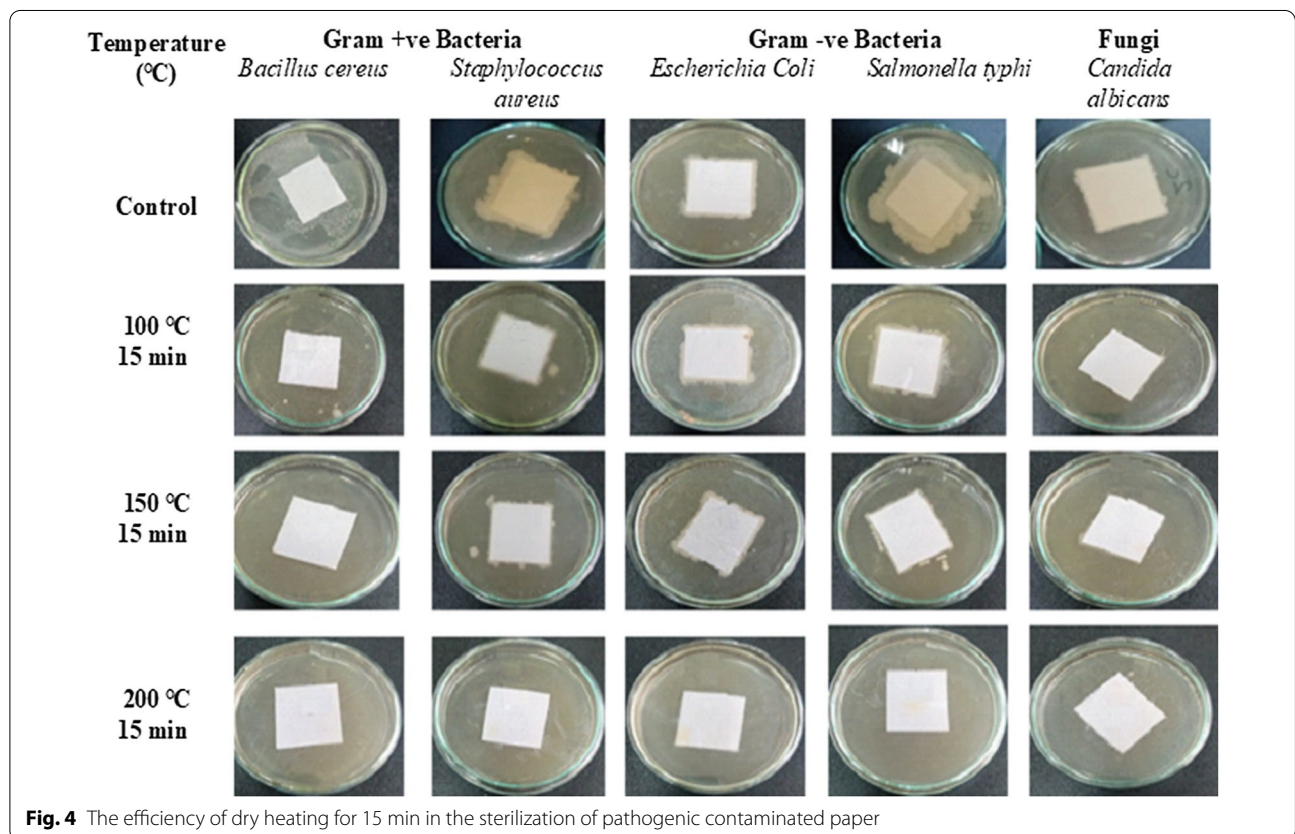 Temperature
(℃)
Gram +ve Bacteria
Gram -ve Bacteria
Fungi
Bacillus cereus
Staphylococcus
aureus
Escherichia Coli
Salmonella typhi
Candida
albicans
Control
100 ℃
15 min
150 ℃
15 min
200 ℃
15 min
Fig. 4 The efficiency of dry heating for 15 min in the sterilization of pathogenic contaminated paper